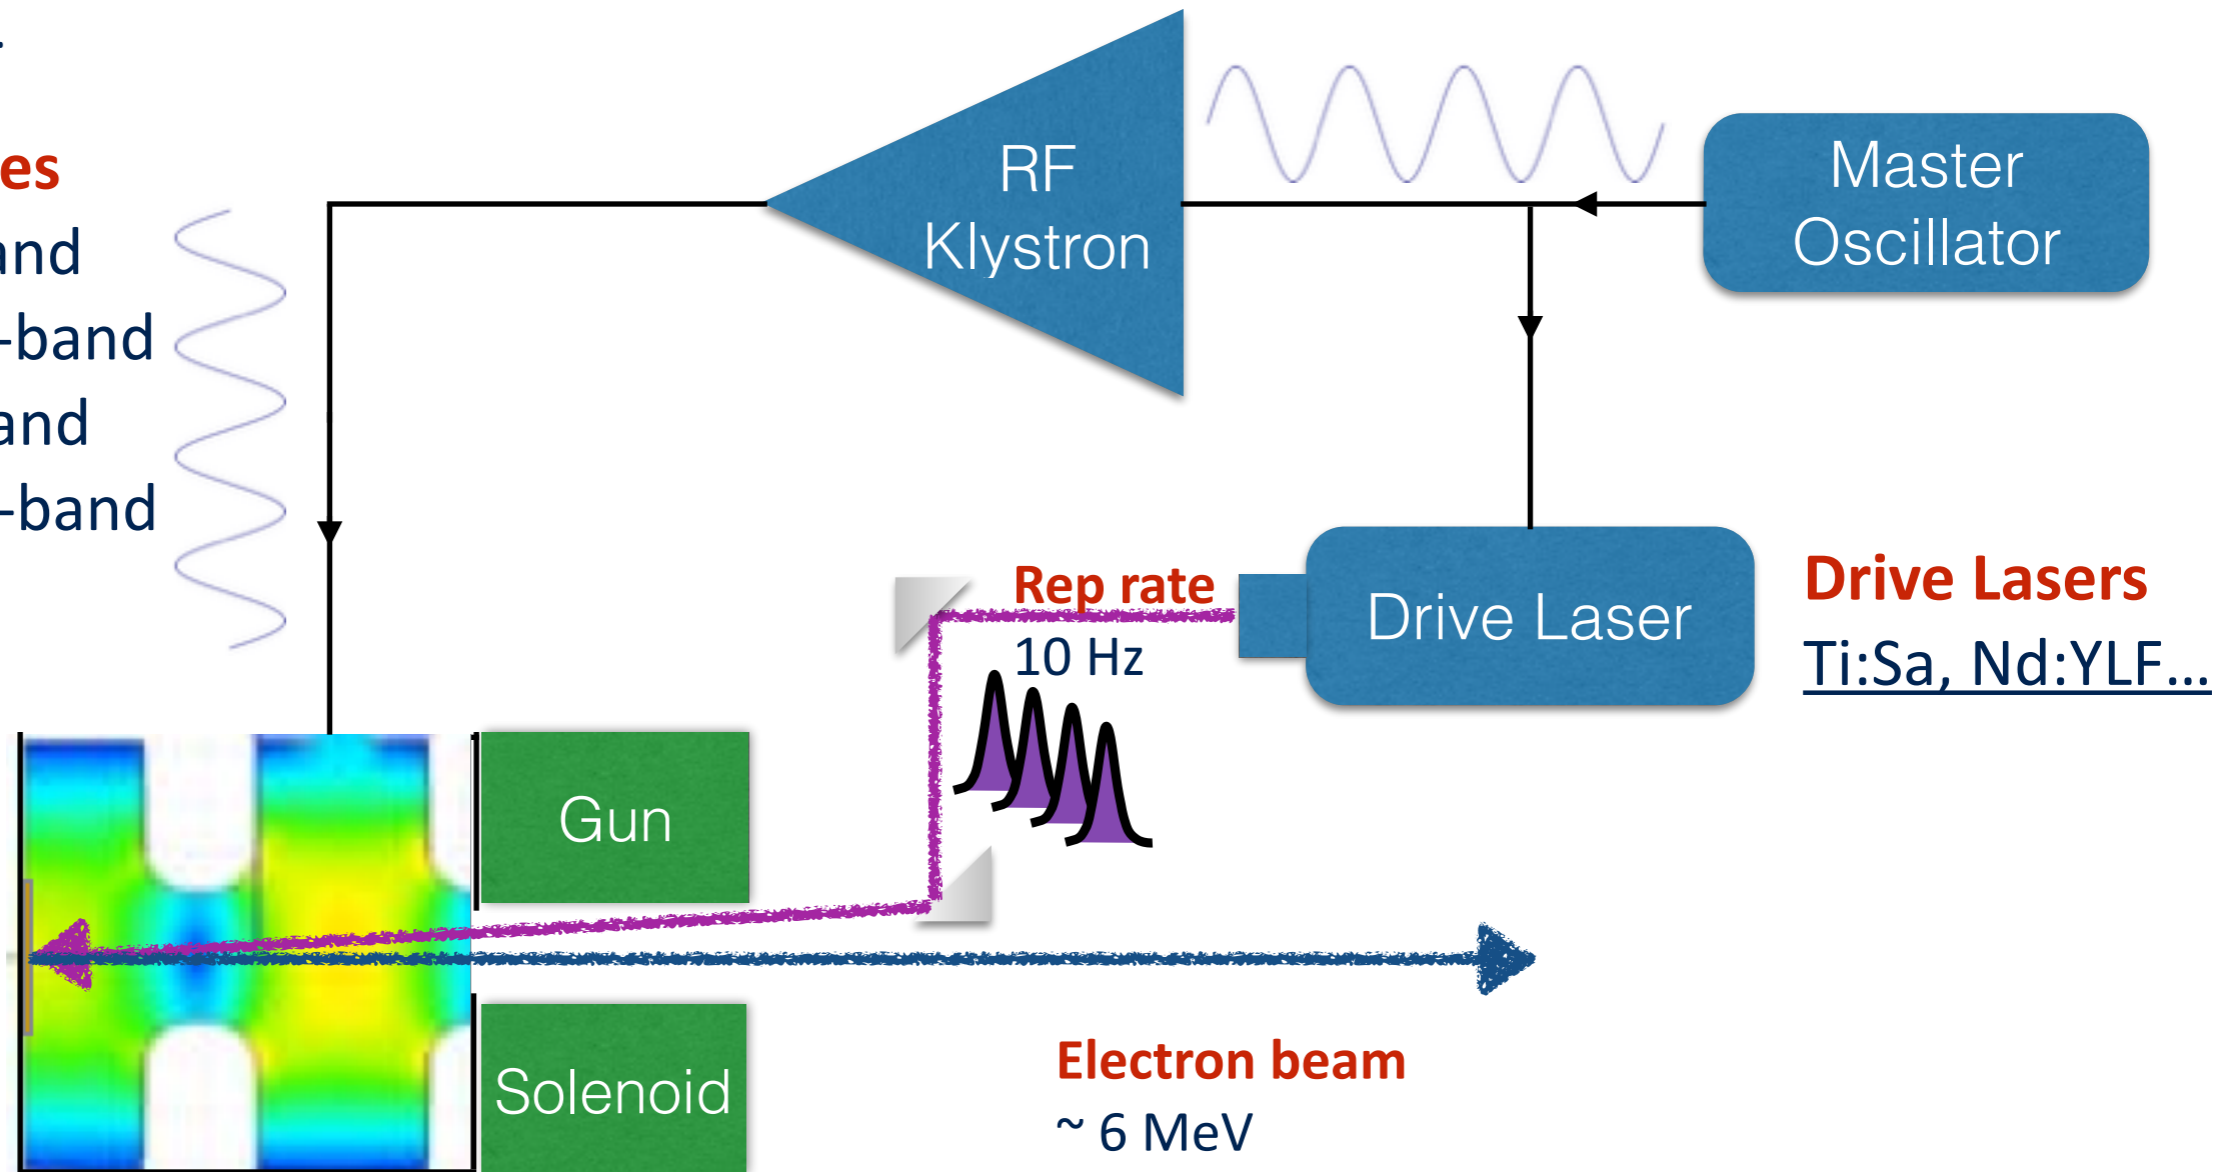 es
and
-band
and
-band
RF
Klystron
Master
Oscillator
Rep rate
10 Hz
Drive Laser
Drive Lasers
Ti:Sa, Nd:YLF...
Gun
Solenoid
Electron beam
~ 6 MeV